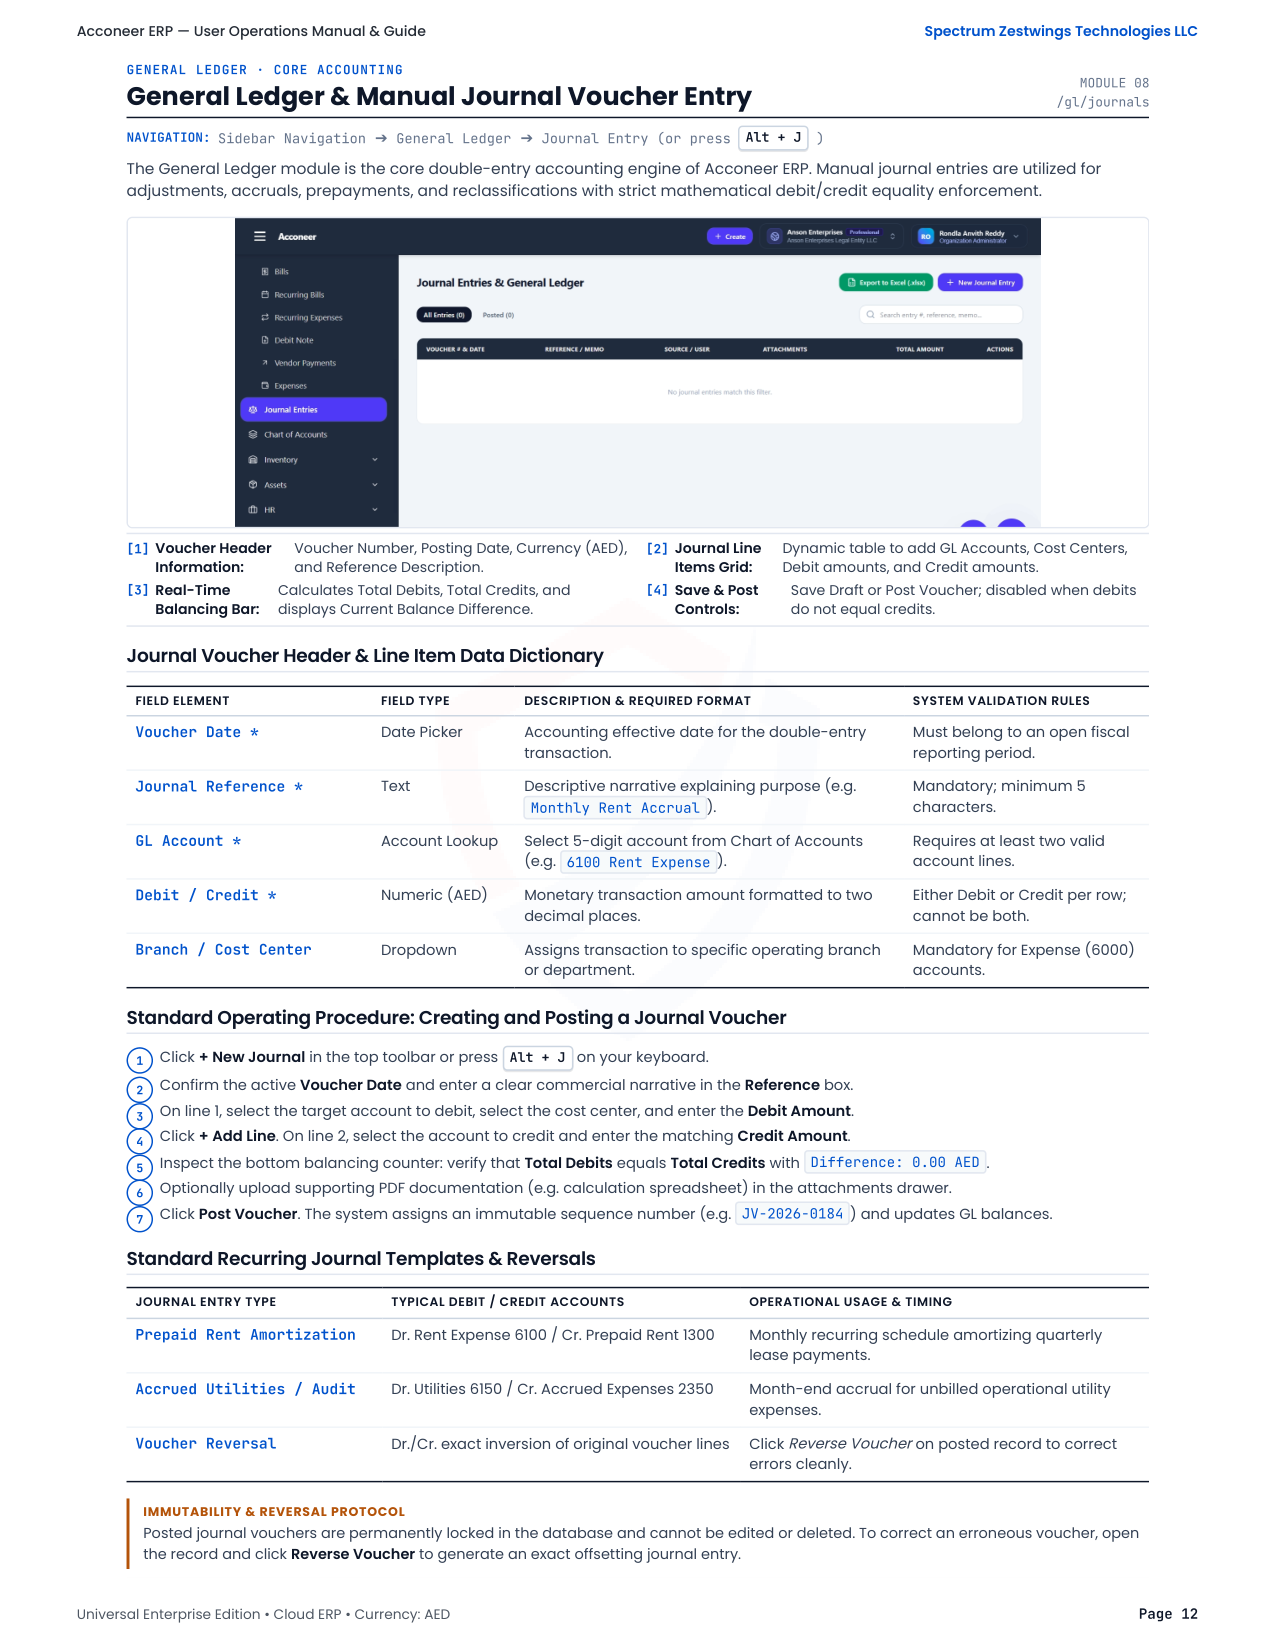 Acconeer ERP — User Operations Manual & Guide
Spectrum Zestwings Technologies LLC
GENERAL LEDGER · CORE ACCOUNTING
General Ledger & Manual Journal Voucher Entry
MODULE 08
/gl/journals
NAVIGATION: Sidebar Navigation ➔ General Ledger ➔ Journal Entry (or press Alt + J )
The General Ledger module is the core double-entry accounting engine of Acconeer ERP. Manual journal entries are utilized for
adjustments, accruals, prepayments, and reclassifications with strict mathematical debit/credit equality enforcement.
Acconeer
+ Create
Anson Enterprises Professional
Anson Enterprises Legal Entity LLC
RO
Rondla Anvith Reddy
Organization Administrator
Bills
Recurring Bills
Recurring Expenses
Debit Note
Vendor Payments
Expenses
Journal Entries
Chart of Accounts
Inventory
Assets
HR
Journal Entries & General Ledger
Export to Excel (.xlsx)
+ New Journal Entry
All Entries (0) Posted (0)
Search entry #, reference, memo...
VOUCHER # & DATE REFERENCE / MEMO SOURCE / USER ATTACHMENTS TOTAL AMOUNT ACTIONS
No journal entries match this filter.
[1] Voucher Header Information: Voucher Number, Posting Date, Currency (AED),
and Reference Description.
[2] Journal Line Items Grid: Dynamic table to add GL Accounts, Cost Centers,
Debit amounts, and Credit amounts.
[3] Real-Time Balancing Bar: Calculates Total Debits, Total Credits, and
displays Current Balance Difference.
[4] Save & Post Controls: Save Draft or Post Voucher; disabled when debits
do not equal credits.
Journal Voucher Header & Line Item Data Dictionary
FIELD ELEMENT FIELD TYPE DESCRIPTION & REQUIRED FORMAT SYSTEM VALIDATION RULES
Voucher Date * Date Picker Accounting effective date for the double-entry transaction. Must belong to an open fiscal reporting period.
Journal Reference * Text Descriptive narrative explaining purpose (e.g. Monthly Rent Accrual). Mandatory; minimum 5 characters.
GL Account * Account Lookup Select 5-digit account from Chart of Accounts (e.g. 6100 Rent Expense). Requires at least two valid account lines.
Debit / Credit * Numeric (AED) Monetary transaction amount formatted to two decimal places. Either Debit or Credit per row; cannot be both.
Branch / Cost Center Dropdown Assigns transaction to specific operating branch or department. Mandatory for Expense (6000) accounts.
Standard Operating Procedure: Creating and Posting a Journal Voucher
1 Click + New Journal in the top toolbar or press Alt + J on your keyboard.
2 Confirm the active Voucher Date and enter a clear commercial narrative in the Reference box.
3 On line 1, select the target account to debit, select the cost center, and enter the Debit Amount.
4 Click + Add Line. On line 2, select the account to credit and enter the matching Credit Amount.
5 Inspect the bottom balancing counter: verify that Total Debits equals Total Credits with Difference: 0.00 AED.
6 Optionally upload supporting PDF documentation (e.g. calculation spreadsheet) in the attachments drawer.
7 Click Post Voucher. The system assigns an immutable sequence number (e.g. JV-2026-0184) and updates GL balances.
Standard Recurring Journal Templates & Reversals
JOURNAL ENTRY TYPE TYPICAL DEBIT / CREDIT ACCOUNTS OPERATIONAL USAGE & TIMING
Prepaid Rent Amortization Dr. Rent Expense 6100 / Cr. Prepaid Rent 1300 Monthly recurring schedule amortizing quarterly lease payments.
Accrued Utilities / Audit Dr. Utilities 6150 / Cr. Accrued Expenses 2350 Month-end accrual for unbilled operational utility expenses.
Voucher Reversal Dr./Cr. exact inversion of original voucher lines Click Reverse Voucher on posted record to correct errors cleanly.
IMMUTABILITY & REVERSAL PROTOCOL
Posted journal vouchers are permanently locked in the database and cannot be edited or deleted. To correct an erroneous voucher, open
the record and click Reverse Voucher to generate an exact offsetting journal entry.
Universal Enterprise Edition • Cloud ERP • Currency: AED
Page 12